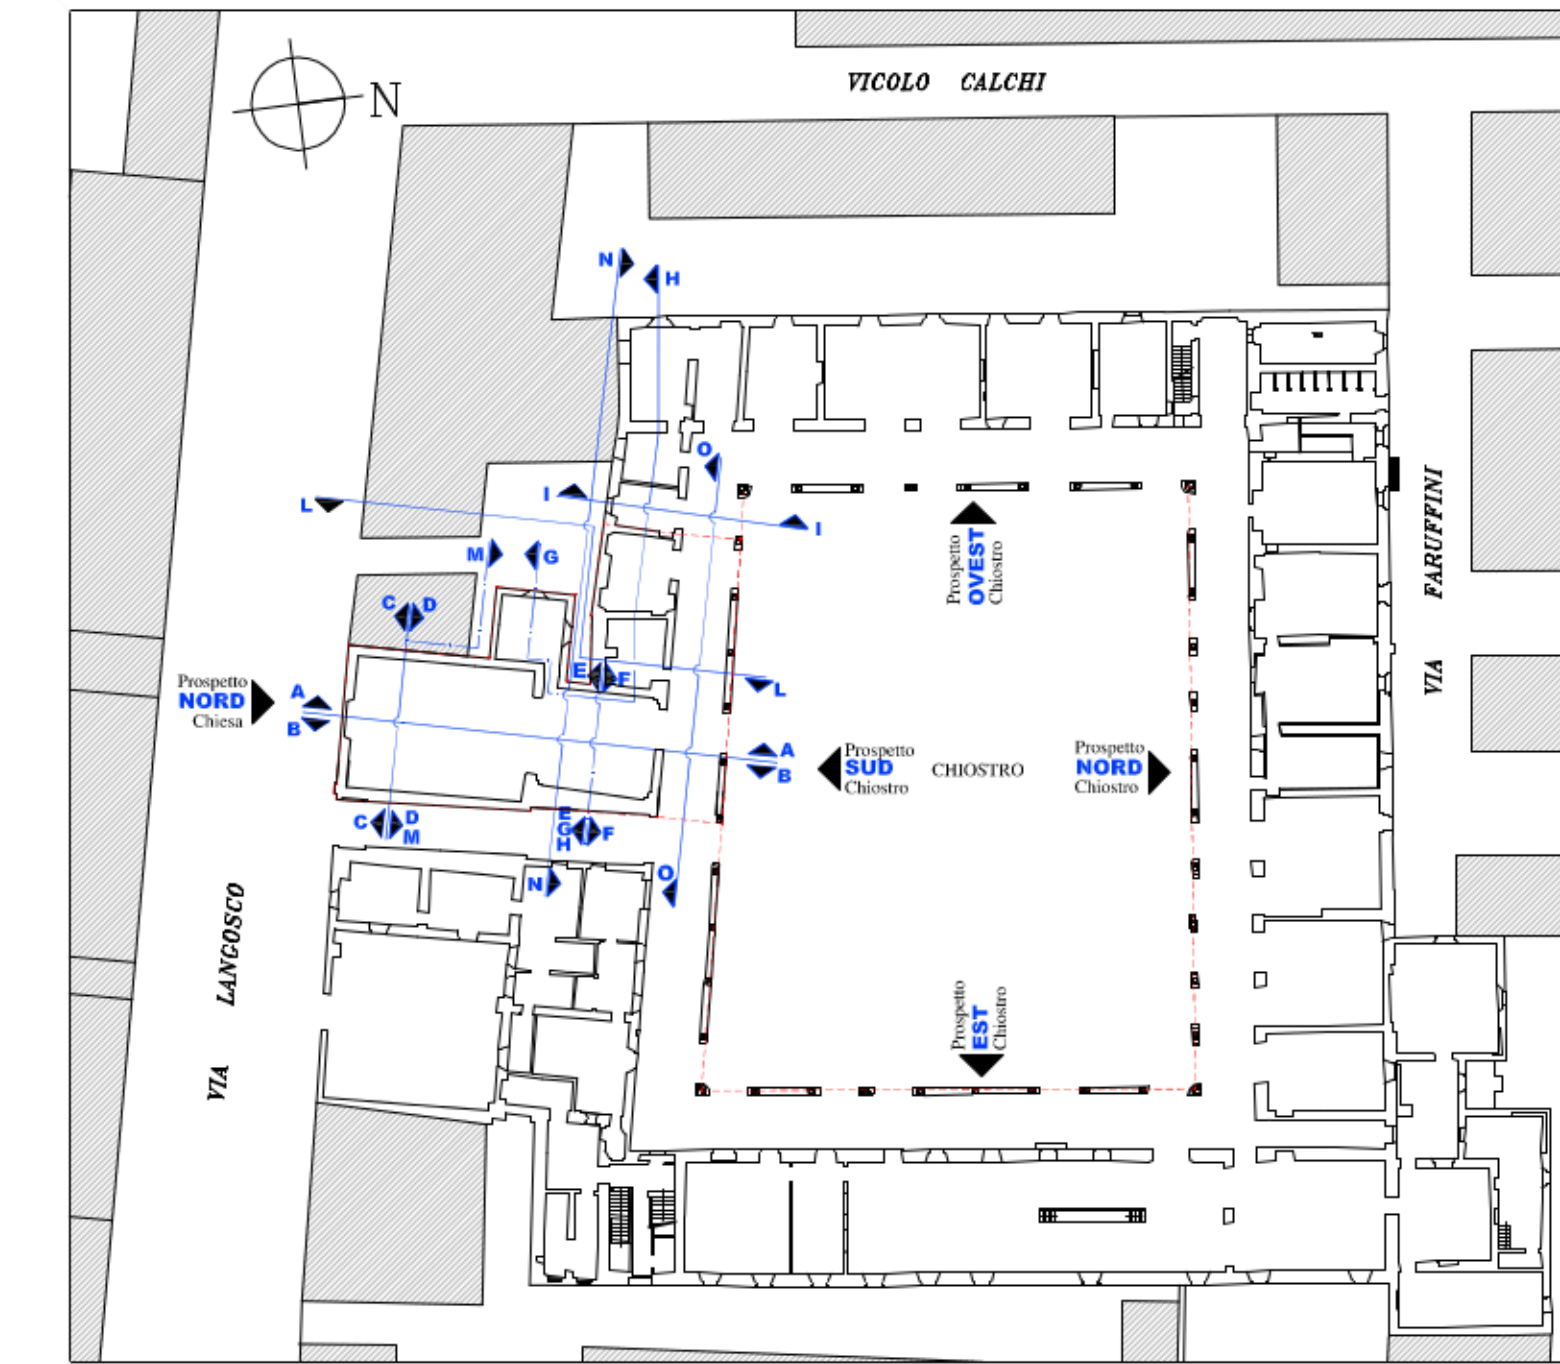 VICOLO CALCHI
N
N
H
O
I
I
L
M
G
C
D
E
F
L
Prospetto
NORD
Chiesa
A
B
A
B
Prospetto
OVEST
Chiostro
Prospetto
SUD
Chiostro
CHIOSTRO
Prospetto
NORD
Chiostro
C
D
M
E
G
H
F
N
O
Prospetto
EST
Chiostro
VIA LANGOSCO
VIA FARUFFINI